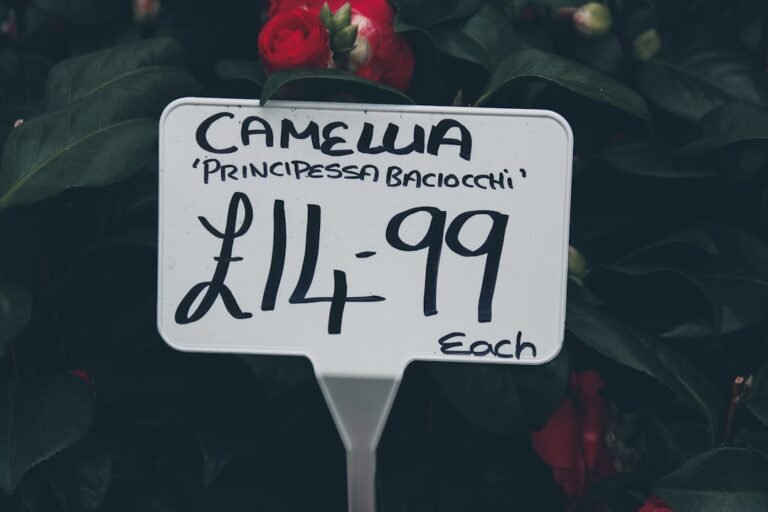 CAMELLIA
'PRINCIPESSA BACIOCCHi'
£14-99
Each